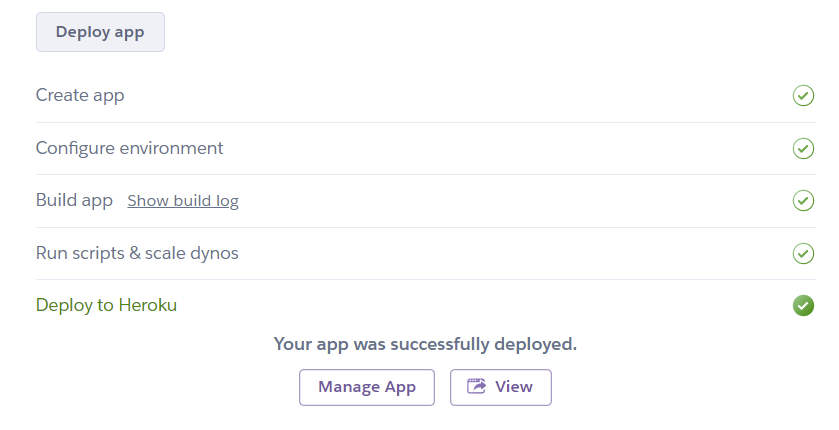 Deploy app
Create app
Configure environment
Build app Show build log
Run scripts & scale dynos
Deploy to Heroku
Your app was successfully deployed.
Manage App View